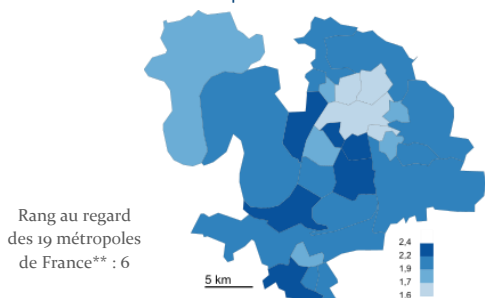 Rang au regard
des 19 métropoles
de France** : 6
5 km
2,4
2,2
1,9
1,7
1,6